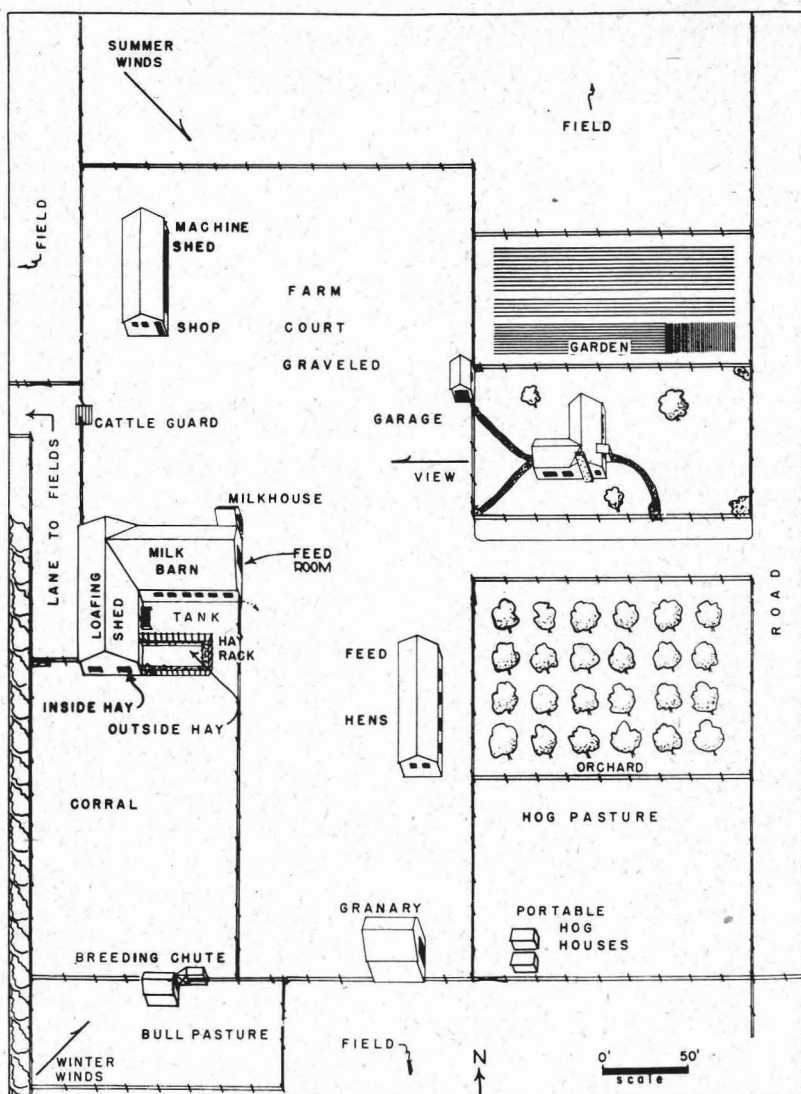 SUMMER
WINDS
FIELD
FIELD
MACHINE
SHED
SHOP
FARM
COURT
GRAVELED
GARDEN
GARAGE
CATTLE GUARD
VIEW
LANE TO FIELDS
MILKHOUSE
MILK
BARN
FEED
ROOM
LOAFING
SHED
TANK
HAY
RACK
INSIDE HAY
OUTSIDE HAY
ROAD
FEED
HENS
ORCHARD
CORRAL
HOG PASTURE
GRANARY
PORTABLE
HOG
HOUSES
BREEDING CHUTE
BULL PASTURE
WINTER
WINDS
FIELD
N
0' 50'
scale